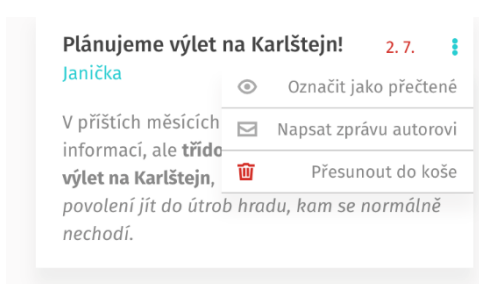 Plánujeme výlet na Karlštejn! 2. 7.
Janička
Označit jako přečtené
V příštích měsících
Napsat zprávu autorovi
informací, ale třído
Přesunout do koše
výlet na Karlštejn,
povolení jít do útrob hradu, kam se normálně
nechodí.